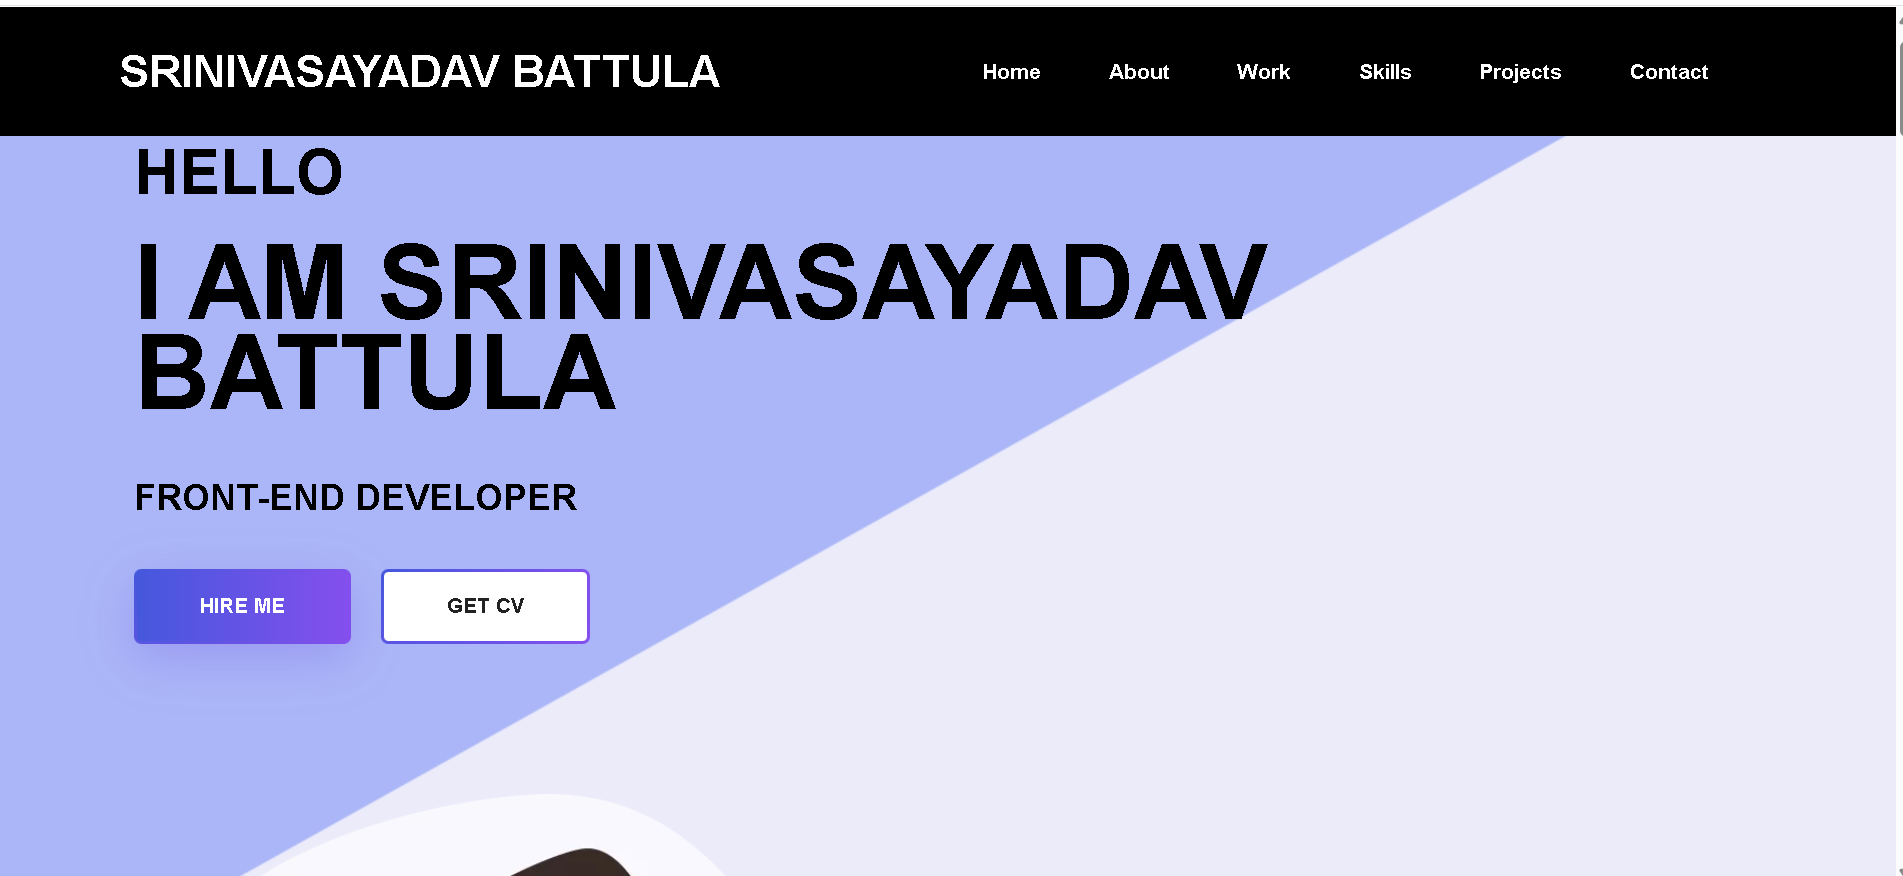 SRINIVASAYADAV BATTULA
Home About Work Skills Projects Contact
HELLO
I AM SRINIVASAYADAV
BATTULA
FRONT-END DEVELOPER
HIRE ME GET CV